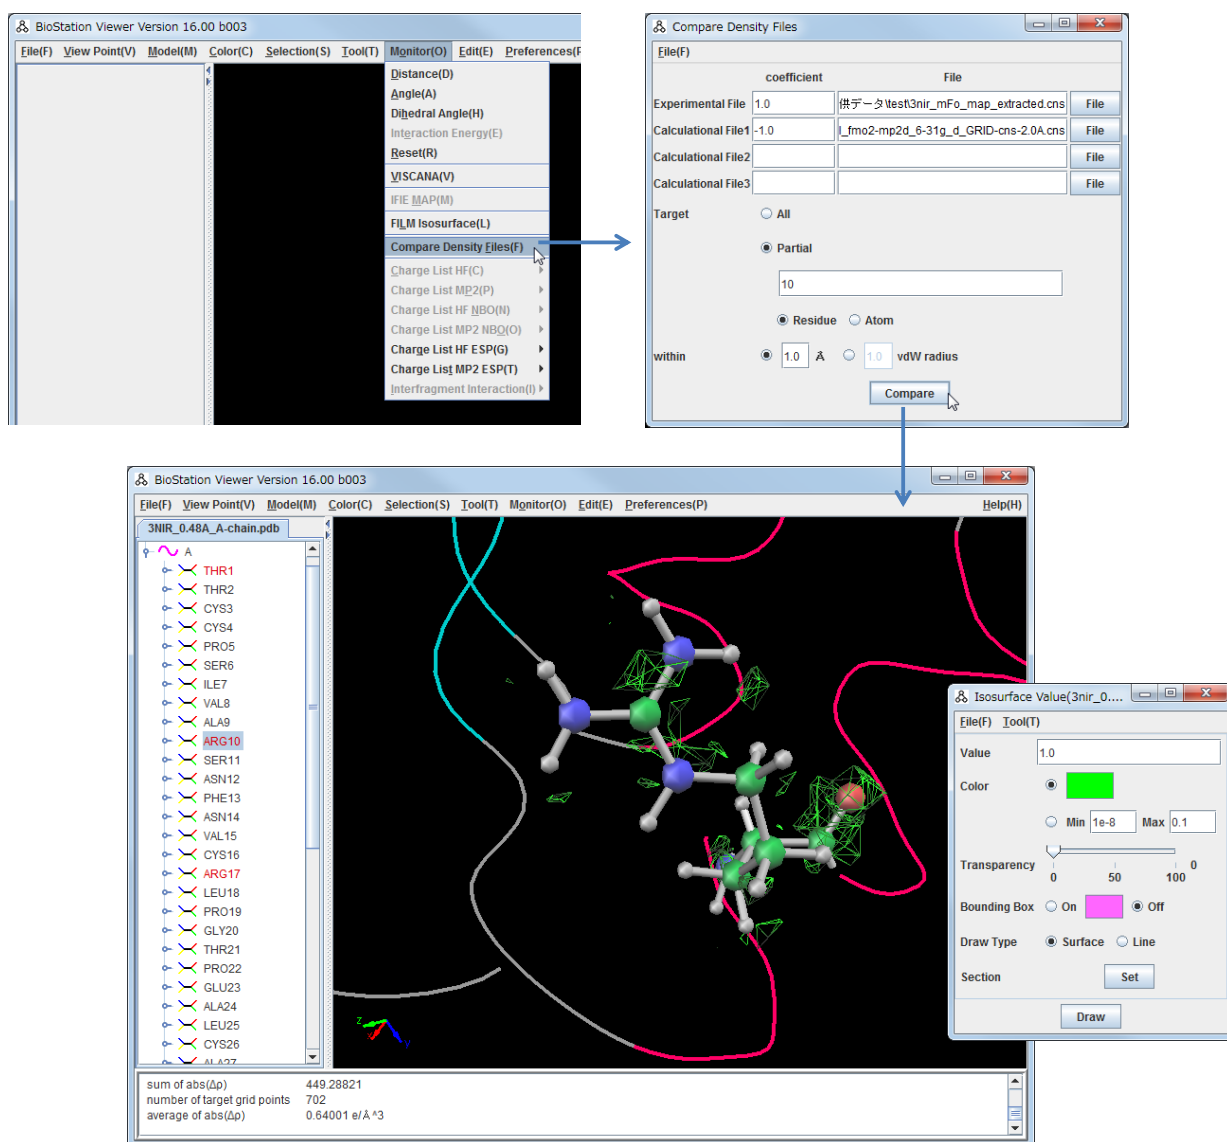 BioStation Viewer Version 16.00 b003
File(F) View Point(V) Model(M) Color(C) Selection(S) Tool(T) Monitor(O) Edit(E) Preferences(P
Distance(D)
Angle(A)
Dihedral Angle(H)
Interaction Energy(E)
Reset(R)
VISCANA(V)
IFIE MAP(M)
FILM Isosurface(L)
Compare Density Files(F)
Charge List HF(C)
Charge List MP2(P)
Charge List HF NBO(N)
Charge List MP2 NBO(O)
Charge List HF ESP(G)
Charge List MP2 ESP(T)
Interfragment Interaction(I)
Compare Density Files
File(F)
coefficient File
Experimental File 1.0 供データ\test\3nir_mFo_map_extracted.cns File
Calculational File1 -1.0 l_fmo2-mp2d_6-31g_d_GRID-cns-2.0A.cns File
Calculational File2 File
Calculational File3 File
Target All
Partial
10
Residue Atom
within 1.0 Å 1.0 vdW radius
Compare
BioStation Viewer Version 16.00 b003
File(F) View Point(V) Model(M) Color(C) Selection(S) Tool(T) Monitor(O) Edit(E) Preferences(P) Help(H)
3NIR_0.48A_A-chain.pdb
A
THR1
THR2
CYS3
CYS4
PRO5
SER6
ILE7
VAL8
ALA9
ARG10
SER11
ASN12
PHE13
ASN14
VAL15
CYS16
ARG17
LEU18
PRO19
GLY20
THR21
PRO22
GLU23
ALA24
LEU25
CYS26
ALA27
z
x
y
sum of abs(Δρ) 449.28821
number of target grid points 702
average of abs(Δρ) 0.64001 e/Å^3
Isosurface Value(3nir_0....
File(F) Tool(T)
Value 1.0
Color
Min 1e-8 Max 0.1
Transparency 0
0 50 100
Bounding Box On Off
Draw Type Surface Line
Section Set
Draw